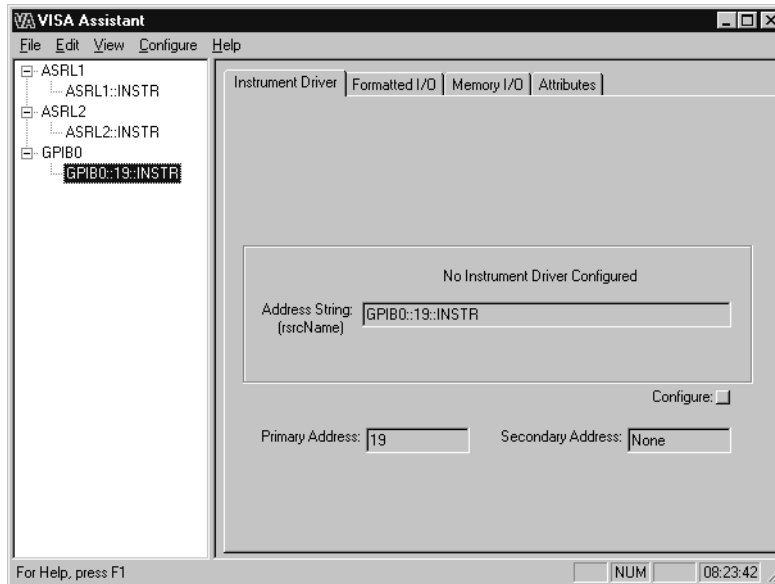 VISA Assistant
File Edit View Configure Help
ASRL1
ASRL1::INSTR
ASRL2
ASRL2::INSTR
GPIB0
GPIB0::19::INSTR
Instrument Driver Formatted I/O Memory I/O Attributes
No Instrument Driver Configured
Address String: GPIB0::19::INSTR
(rsrcName)
Configure:
Primary Address: 19 Secondary Address: None
For Help, press F1 NUM 08:23:42